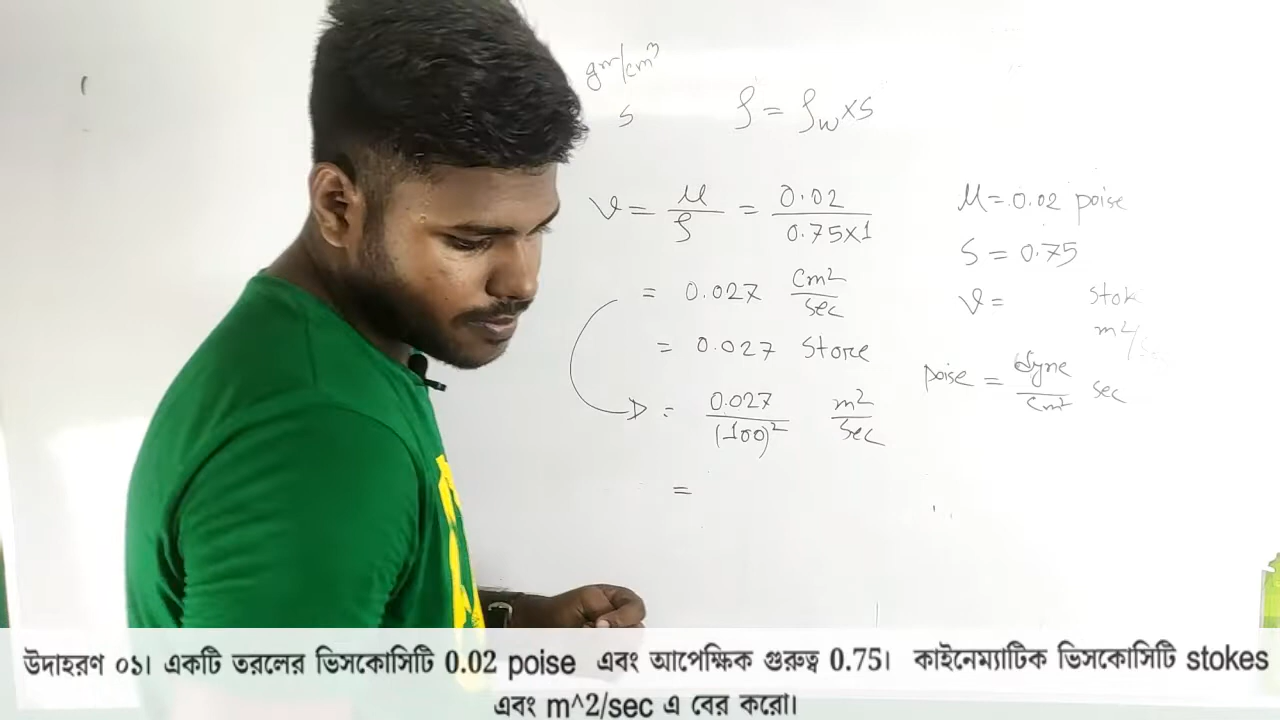 gm/cm³
S
ρ = ρw × S
ν = μ/ρ = 0.02/0.75×1
= 0.027 cm²/sec
= 0.027 Stoke
= 0.027/(100)² m²/sec
=
μ = 0.02 poise
S = 0.75
ν = Stok
m²/
poise = dyne/cm² sec
উদাহরণ ০১। একটি তরলের ভিসকোসিটি 0.02 poise এবং আপেক্ষিক গুরুত্ব 0.75। কাইনেম্যাটিক ভিসকোসিটি stokes
এবং m^2/sec এ বের করো।